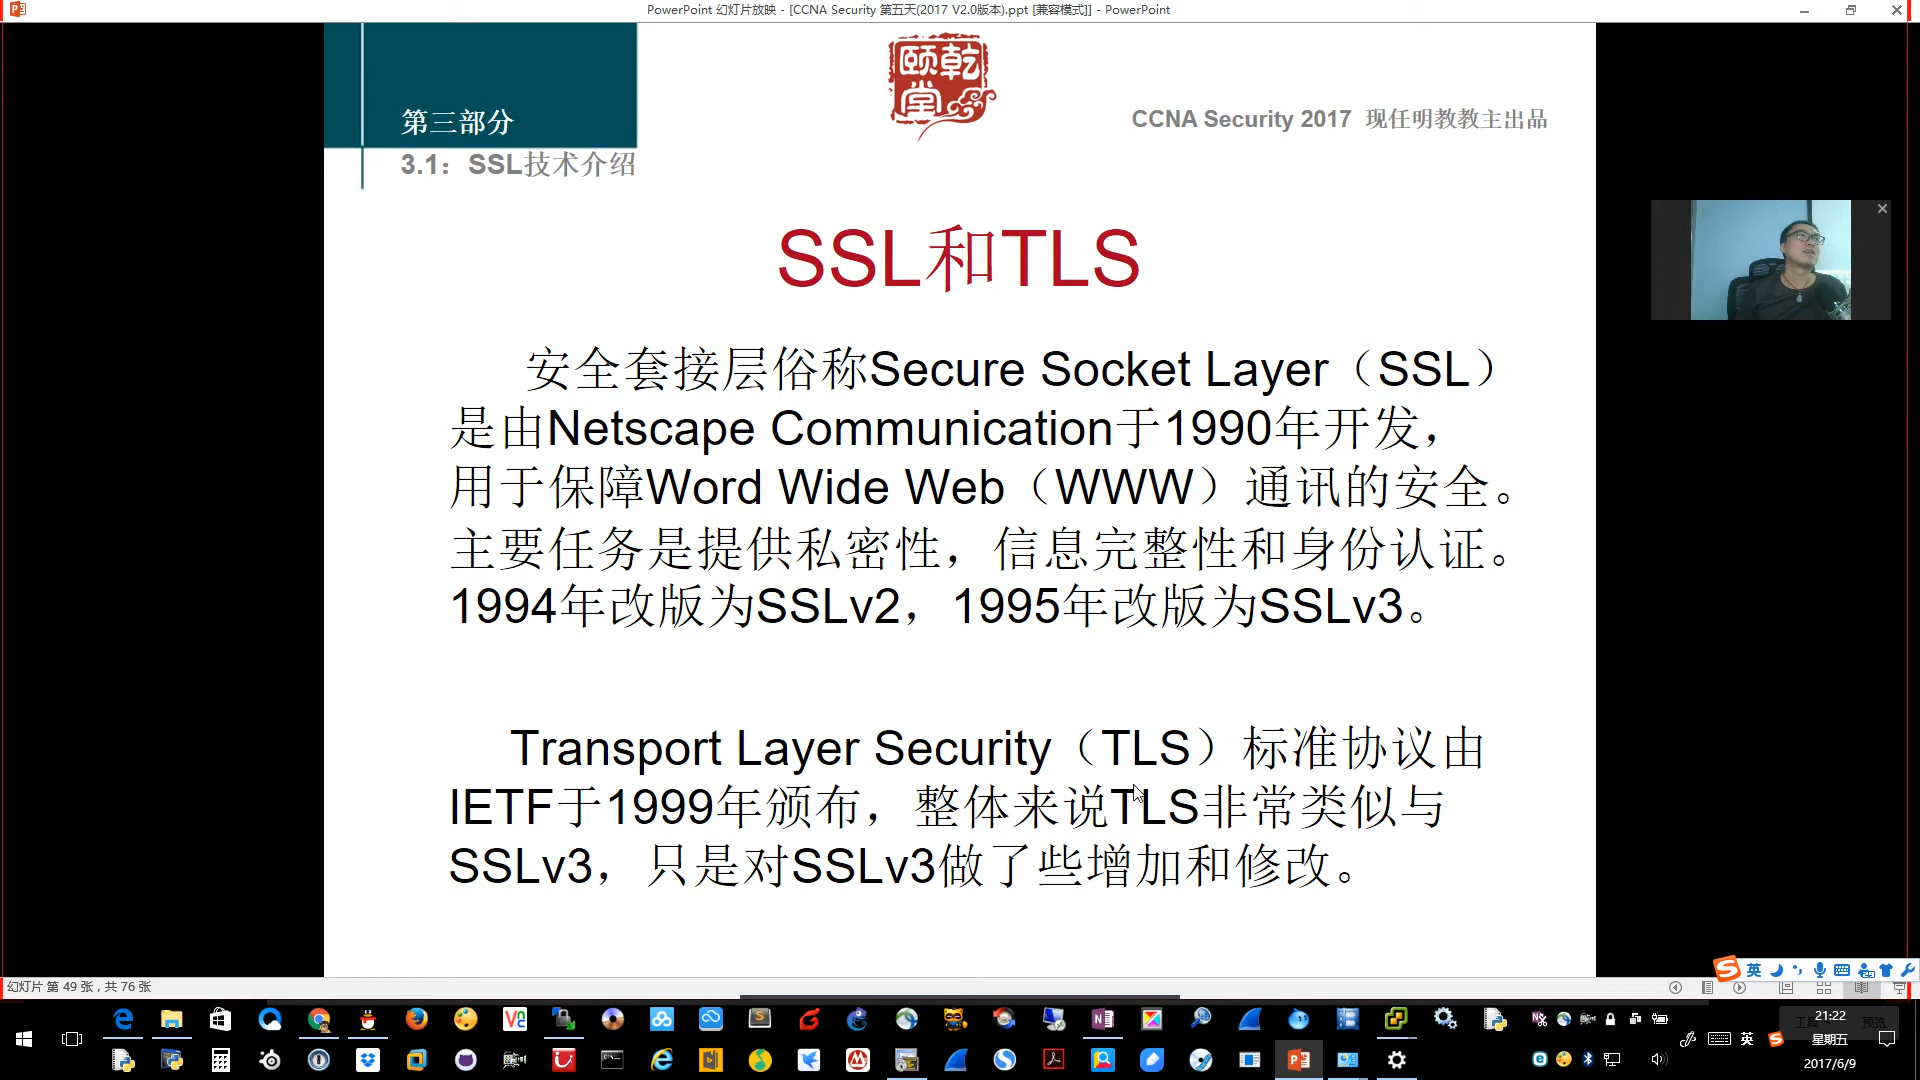 PowerPoint 幻灯片放映 - [CCNA Security 第五天(2017 V2.0版本).ppt [兼容模式]] - PowerPoint
颐乾堂
第三部分
CCNA Security 2017 现任明教教主出品
3.1：SSL技术介绍
SSL和TLS
安全套接层俗称Secure Socket Layer（SSL）
是由Netscape Communication于1990年开发，
用于保障Word Wide Web（WWW）通讯的安全。
主要任务是提供私密性，信息完整性和身份认证。
1994年改版为SSLv2，1995年改版为SSLv3。
Transport Layer Security（TLS）标准协议由
IETF于1999年颁布，整体来说TLS非常类似与
SSLv3，只是对SSLv3做了些增加和修改。
英
幻灯片 第 49 张，共 76 张
21:22
英
星期五
2017/6/9